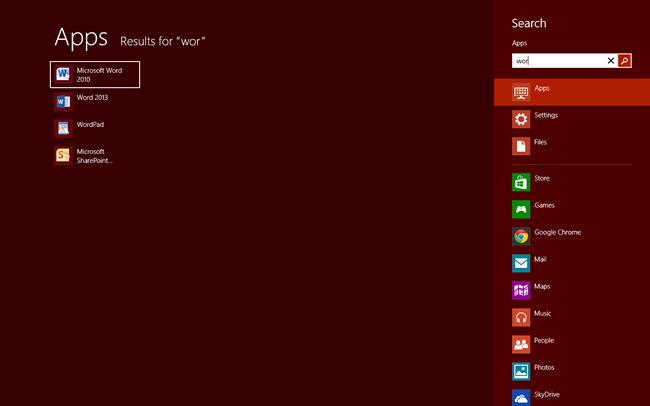 Apps Results for “wor”
Microsoft Word
2010
Word 2013
WordPad
Microsoft
SharePoint...
Search
Apps
wor
Apps
Settings
Files
Store
Games
Google Chrome
Mail
Maps
Music
People
Photos
SkyDrive